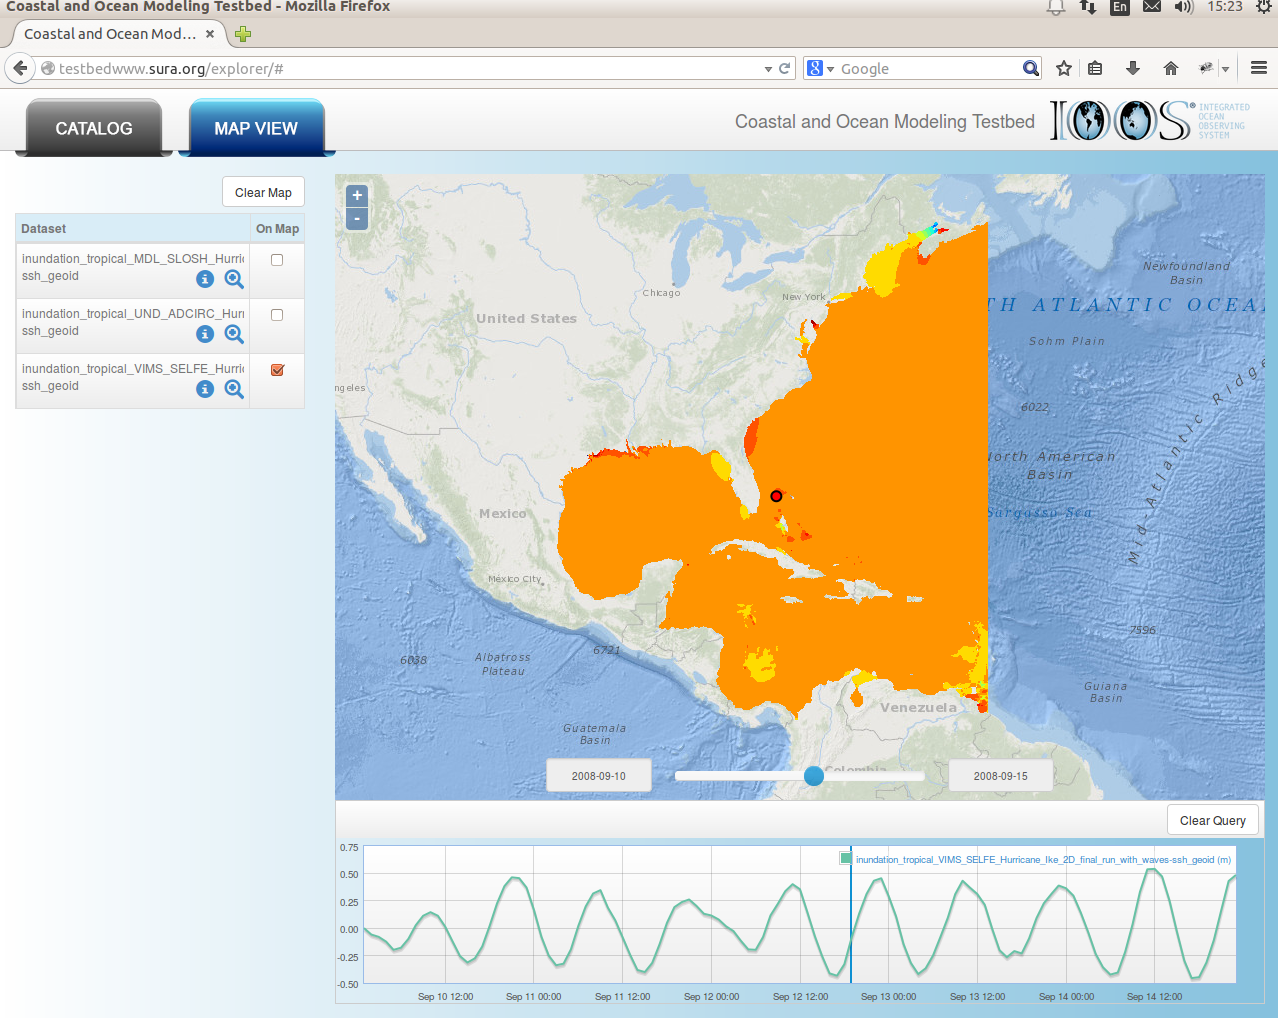 Coastal and Ocean Modeling Testbed - Mozilla Firefox
En
15:23
Coastal and Ocean Mod... ×
testbedwww.sura.org/explorer/#
Google
CATALOG
MAP VIEW
Coastal and Ocean Modeling Testbed
IOOS®
INTEGRATED
OCEAN
OBSERVING
SYSTEM
Clear Map
Dataset
On Map
inundation_tropical_MDL_SLOSH_Hurri
ssh_geoid
inundation_tropical_UND_ADCIRC_Hurr
ssh_geoid
inundation_tropical_VIMS_SELFE_Hurri
ssh_geoid
+
-
Chicago
New York
United States
ngeles
Mexico
Mexico City
Newfoundland
Basin
TH ATLANTIC OCEA
Sohm Plain
6022
North American
Basin
Sargasso Sea
Mid-Atlantic Ridge
7596
6038
Albatross
Plateau
6721
Guatemala
Basin
Guiana
Basin
Venezuela
Colombia
2008-09-10
2008-09-15
Clear Query
inundation_tropical_VIMS_SELFE_Hurricane_Ike_2D_final_run_with_waves-ssh_geoid (m)
0.75
0.50
0.25
0.00
-0.25
-0.50
Sep 10 12:00
Sep 11 00:00
Sep 11 12:00
Sep 12 00:00
Sep 12 12:00
Sep 13 00:00
Sep 13 12:00
Sep 14 00:00
Sep 14 12:00